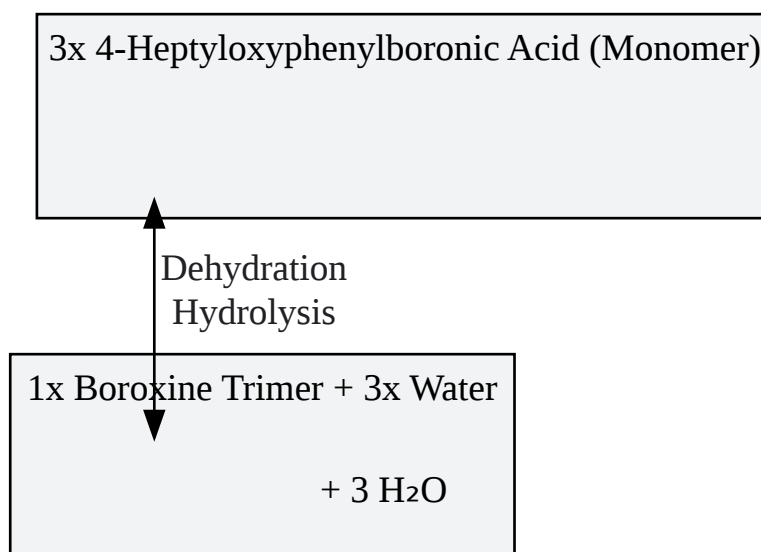 3x 4-Heptyloxyphenylboronic Acid (Monomer)
Dehydration
Hydrolysis
1x Boroxine Trimer + 3x Water
+ 3 H₂O